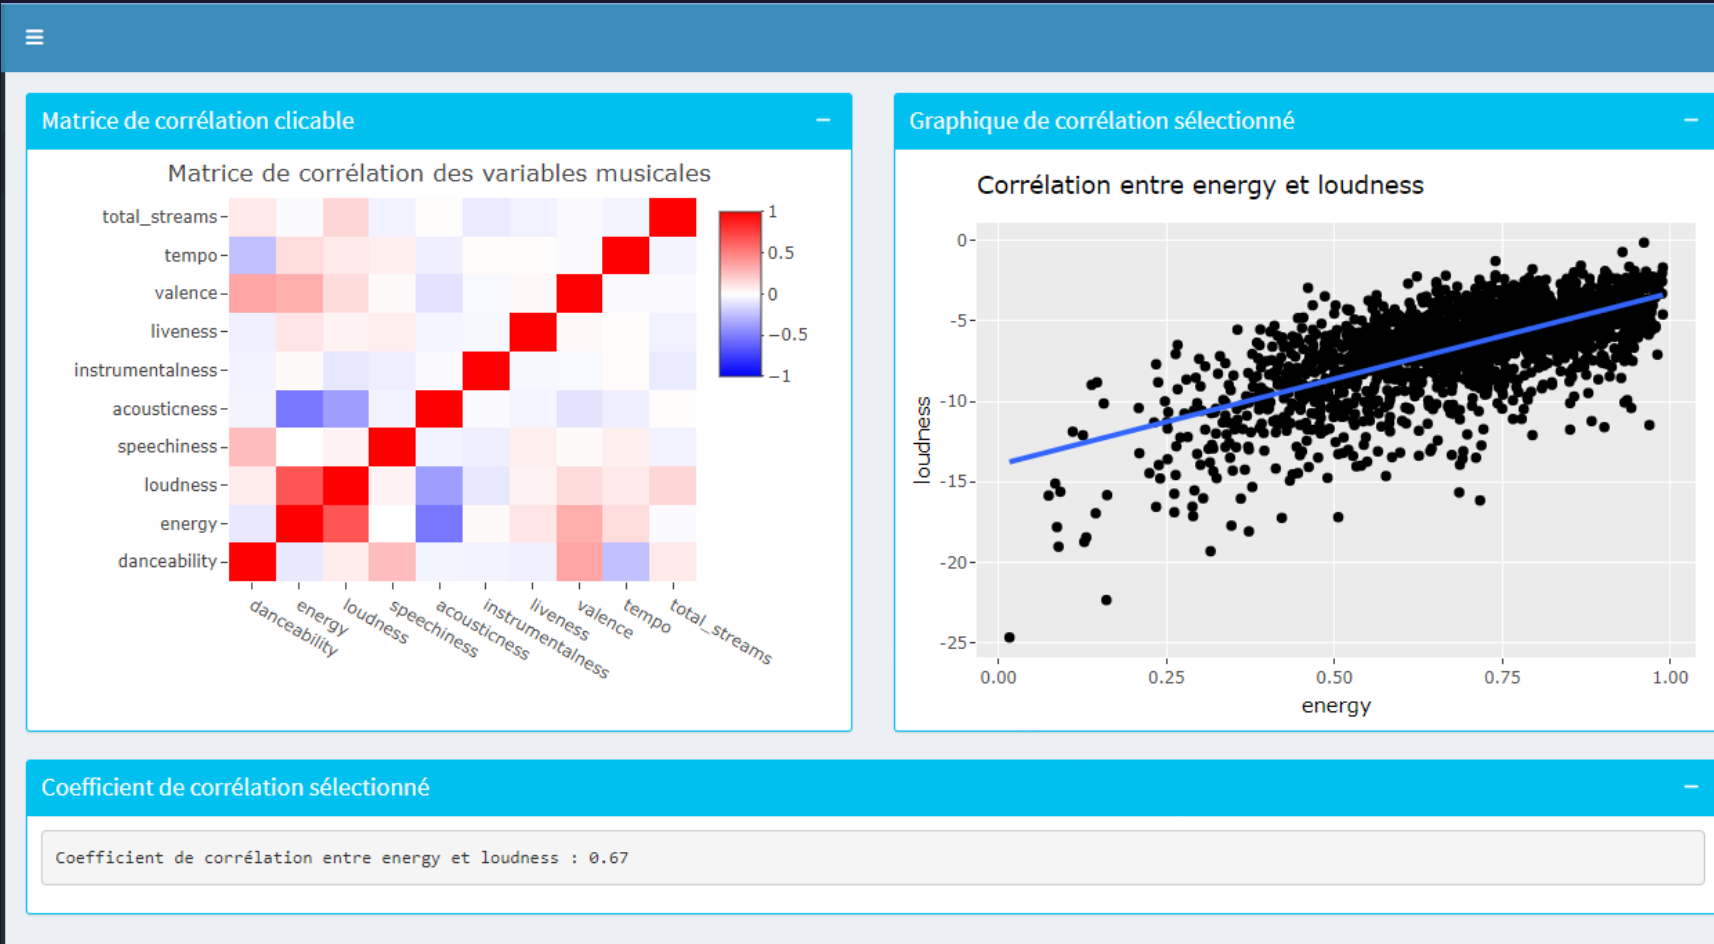 Matrice de corrélation clicable
Matrice de corrélation des variables musicales
total_streams
tempo
valence
liveness
instrumentalness
acousticness
speechiness
loudness
energy
danceability
danceability
energy
loudness
speechiness
acousticness
instrumentalness
liveness
valence
tempo
total_streams
1
0.5
0
−0.5
−1
Graphique de corrélation sélectionné
Corrélation entre energy et loudness
loudness
0
-5
-10
-15
-20
-25
0.00
0.25
0.50
0.75
1.00
energy
Coefficient de corrélation sélectionné
Coefficient de corrélation entre energy et loudness : 0.67